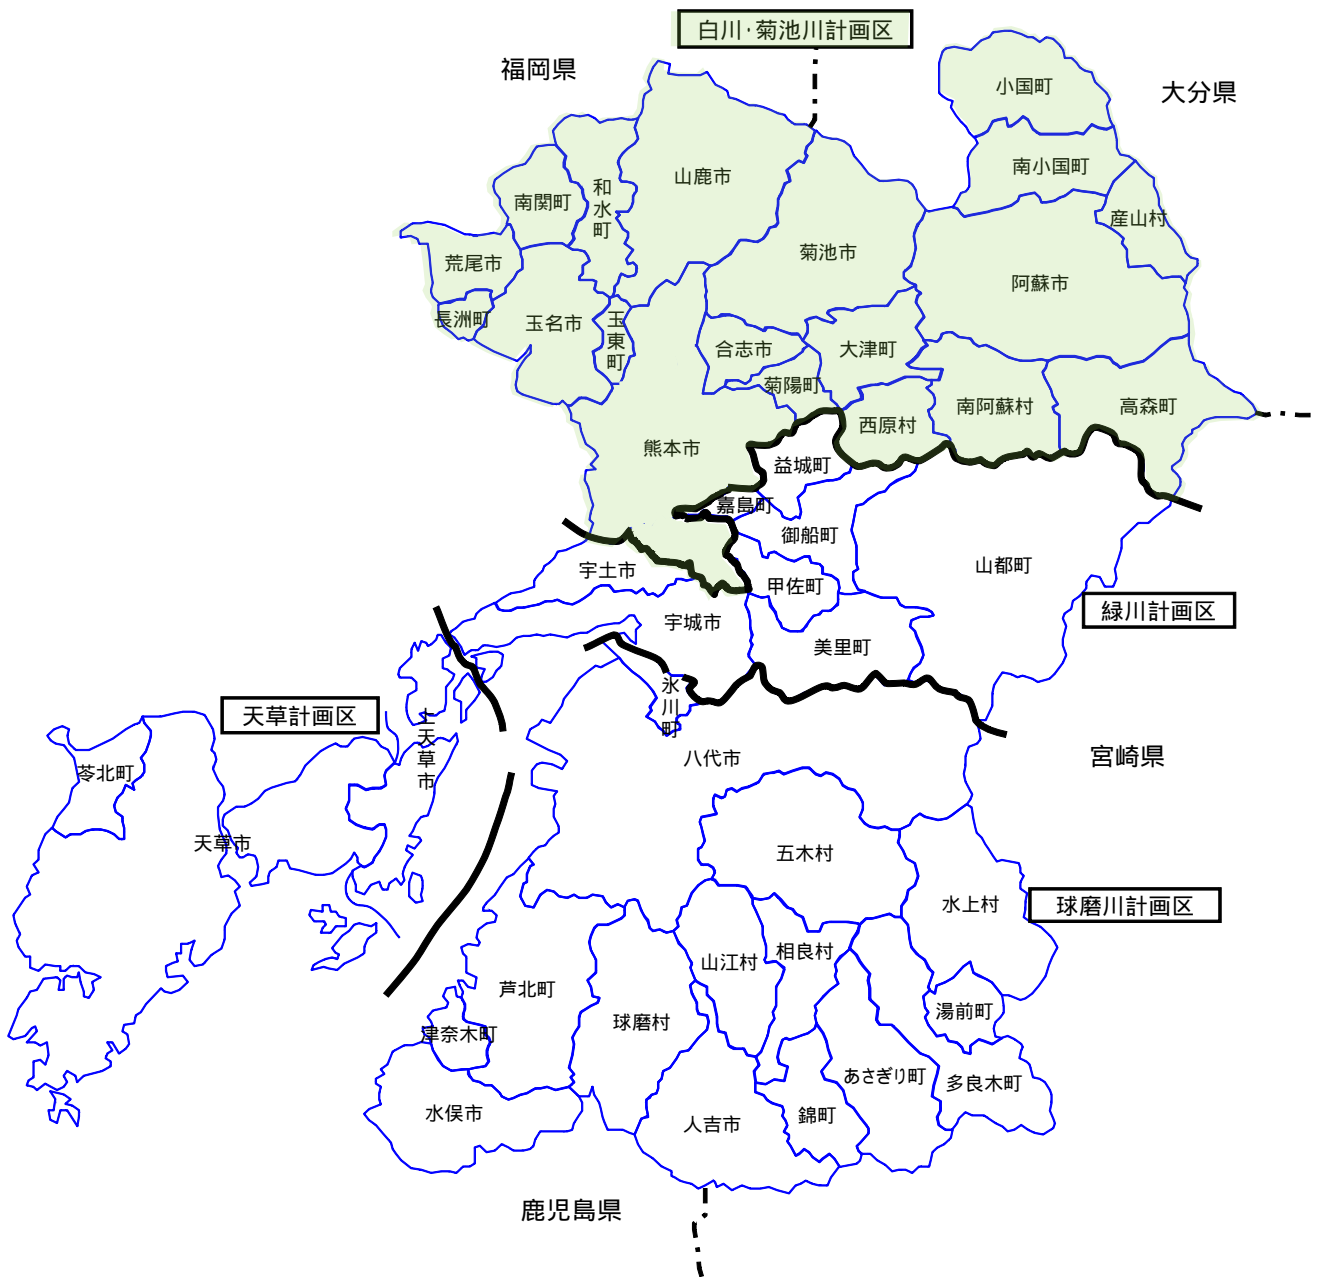 白川･菊池川計画区
福岡県
大分県
小国町
南小国町
産山村
山鹿市
和水町
南関町
菊池市
荒尾市
阿蘇市
長洲町
玉名市
玉東町
合志市
大津町
菊陽町
南阿蘇村
高森町
西原村
熊本市
益城町
嘉島町
御船町
山都町
宇土市
甲佐町
緑川計画区
宇城市
美里町
氷川町
天草計画区
上天草市
八代市
宮崎県
苓北町
天草市
五木村
水上村
球磨川計画区
相良村
山江村
芦北町
湯前町
球磨村
津奈木町
あさぎり町
多良木町
水俣市
錦町
人吉市
鹿児島県